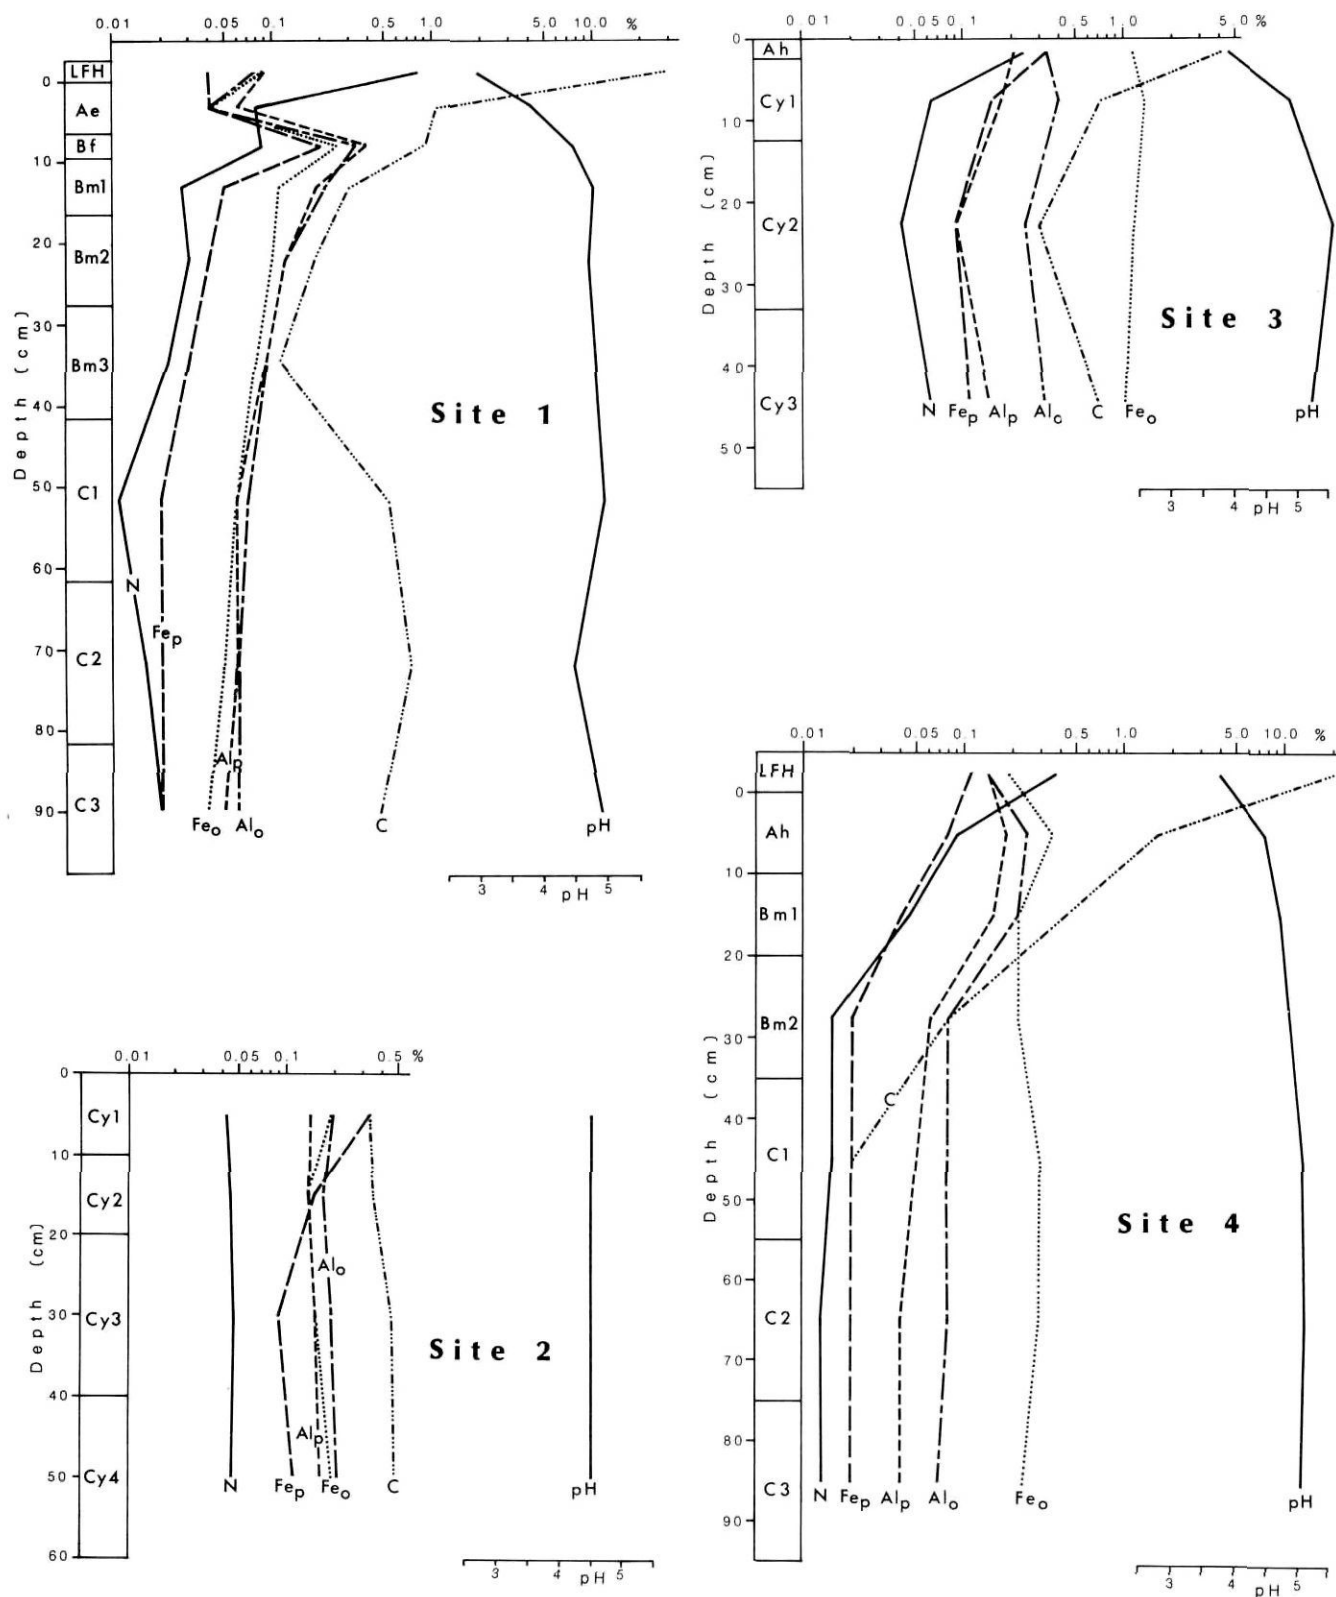 0.01 0.05 0.1 0.5 1.0 5.0 10.0 %
LFH
Ae
Bf
Bm1
Bm2
Bm3
C1
C2
C3
0
10
20
30
40
50
60
70
80
90
Depth (cm)
Site 1
N
Fep
Alp
Feo Alo C pH
3 4 5
pH
0.01 0.05 0.1 0.5 1.0 5.0 %
Ah
Cy1
Cy2
Cy3
0
10
20
30
40
50
Depth (cm)
Site 3
N Fep Alp Alo C Feo pH
3 4 5
pH
0.01 0.05 0.1 0.5 %
Cy1
Cy2
Cy3
Cy4
0
10
20
30
40
50
60
Depth (cm)
Alo
Site 2
Alp
N Fep Feo C pH
3 4 5
pH
0.01 0.05 0.1 0.5 1.0 5.0 10.0 %
LFH
Ah
Bm1
Bm2
C1
C2
C3
0
10
20
30
40
50
60
70
80
90
Depth (cm)
C
Site 4
N Fep Alp Alo Feo pH
3 4 5
pH